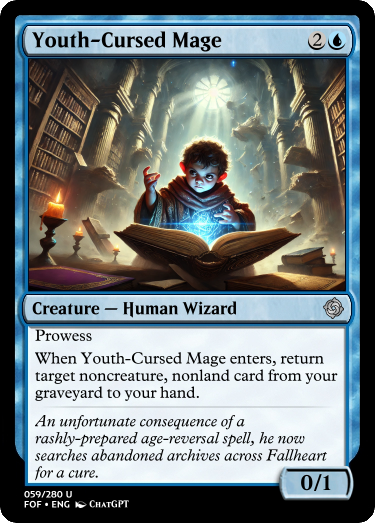 Youth-Cursed Mage 2
Creature — Human Wizard
Prowess
When Youth-Cursed Mage enters, return
target noncreature, nonland card from your
graveyard to your hand.
An unfortunate consequence of a
rashly-prepared age-reversal spell, he now
searches abandoned archives across Fallheart
for a cure.
0/1
059/280 U
FOF • ENG ChatGPT